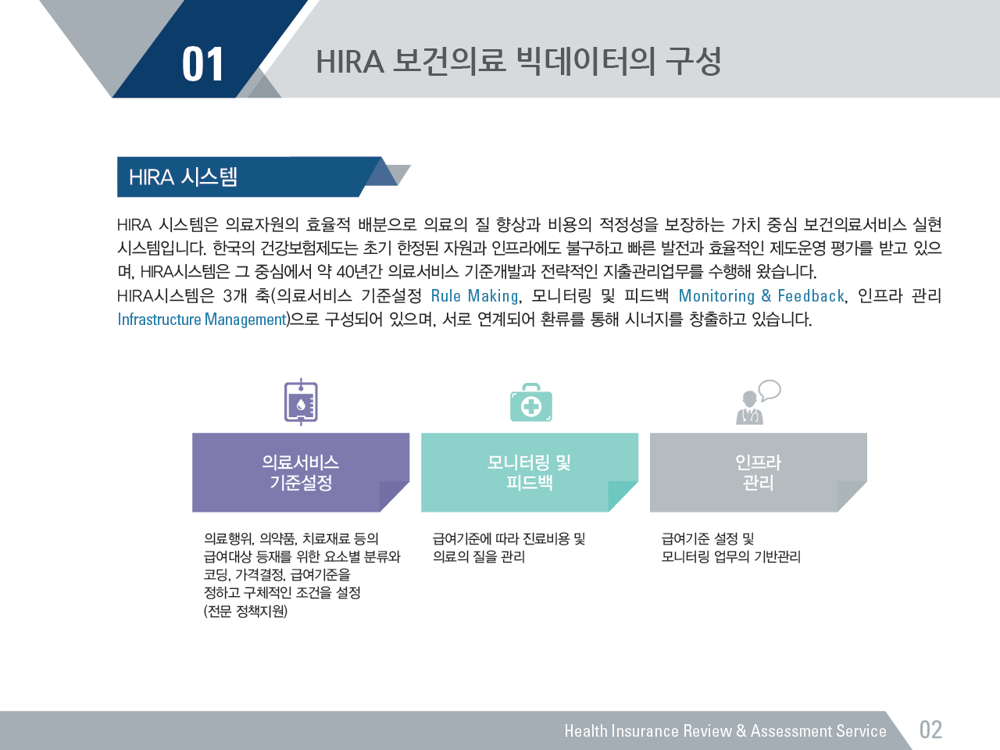 01
HIRA 보건의료 빅데이터의 구성
HIRA 시스템
HIRA 시스템은 의료자원의 효율적 배분으로 의료의 질 향상과 비용의 적정성을 보장하는 가치 중심 보건의료서비스 실현
시스템입니다. 한국의 건강보험제도는 초기 한정된 자원과 인프라에도 불구하고 빠른 발전과 효율적인 제도운영 평가를 받고 있으
며, HIRA시스템은 그 중심에서 약 40년간 의료서비스 기준개발과 전략적인 지출관리업무를 수행해 왔습니다.
HIRA시스템은 3개 축(의료서비스 기준설정 Rule Making, 모니터링 및 피드백 Monitoring & Feedback, 인프라 관리
Infrastructure Management)으로 구성되어 있으며, 서로 연계되어 환류를 통해 시너지를 창출하고 있습니다.
의료서비스
기준설정
의료행위, 의약품, 치료재료 등의
급여대상 등재를 위한 요소별 분류와
코딩, 가격결정, 급여기준을
정하고 구체적인 조건을 설정
(전문 정책지원)
모니터링 및
피드백
급여기준에 따라 진료비용 및
의료의 질을 관리
인프라
관리
급여기준 설정 및
모니터링 업무의 기반관리
Health Insurance Review & Assessment Service
02